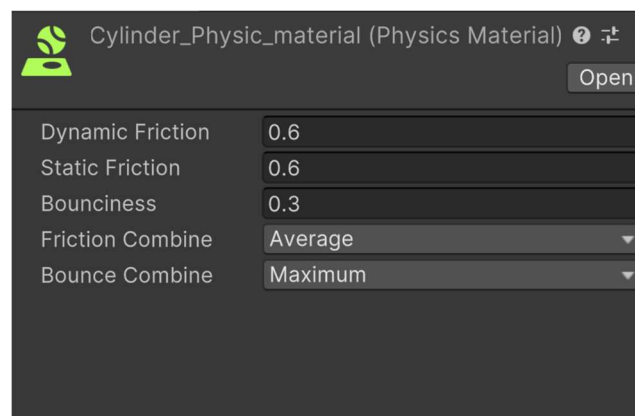 Cylinder_Physic_material (Physics Material)
Open
Dynamic Friction 0.6
Static Friction 0.6
Bounciness 0.3
Friction Combine Average
Bounce Combine Maximum